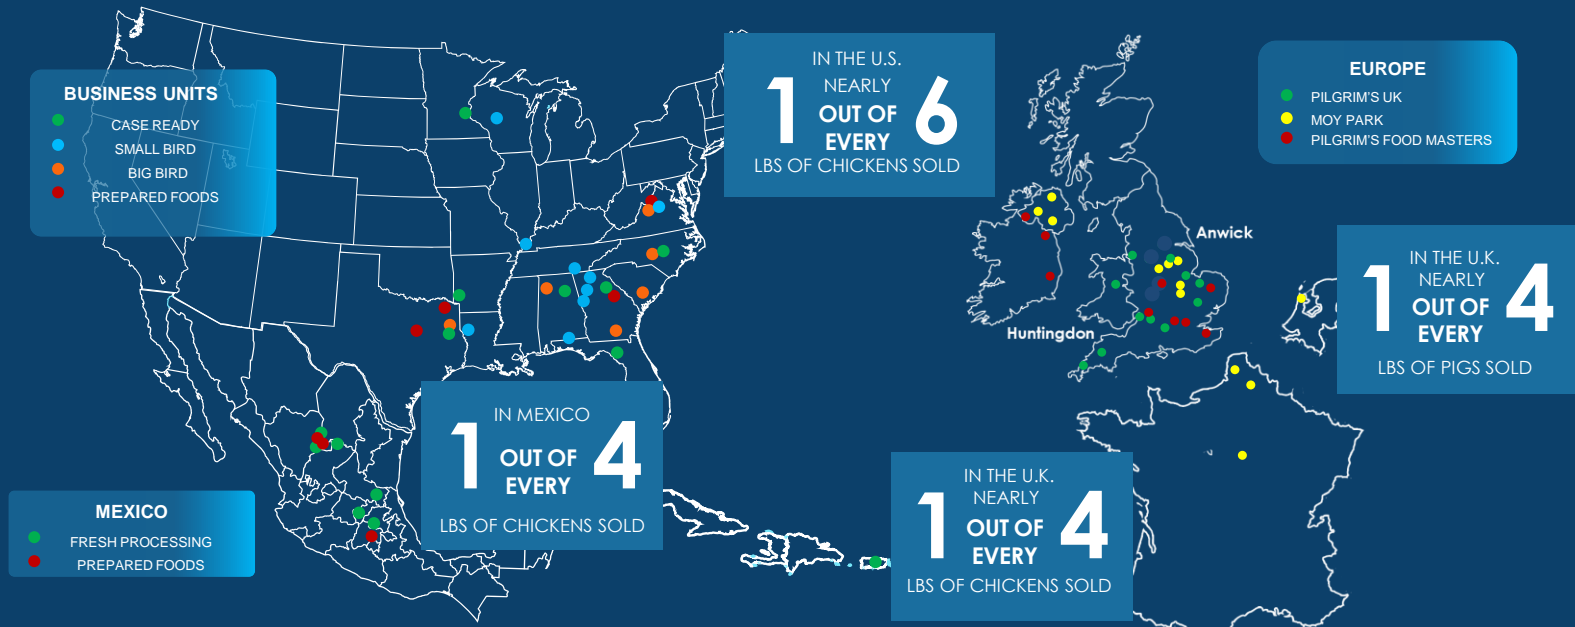 BUSINESS UNITS
CASE READY
SMALL BIRD
BIG BIRD
PREPARED FOODS
IN THE U.S.
NEARLY
1 OUT OF EVERY 6
LBS OF CHICKENS SOLD
EUROPE
PILGRIM'S UK
MOY PARK
PILGRIM'S FOOD MASTERS
Anwick
Huntingdon
IN THE U.K.
NEARLY
1 OUT OF EVERY 4
LBS OF PIGS SOLD
IN MEXICO
1 OUT OF EVERY 4
LBS OF CHICKENS SOLD
IN THE U.K.
NEARLY
1 OUT OF EVERY 4
LBS OF CHICKENS SOLD
MEXICO
FRESH PROCESSING
PREPARED FOODS